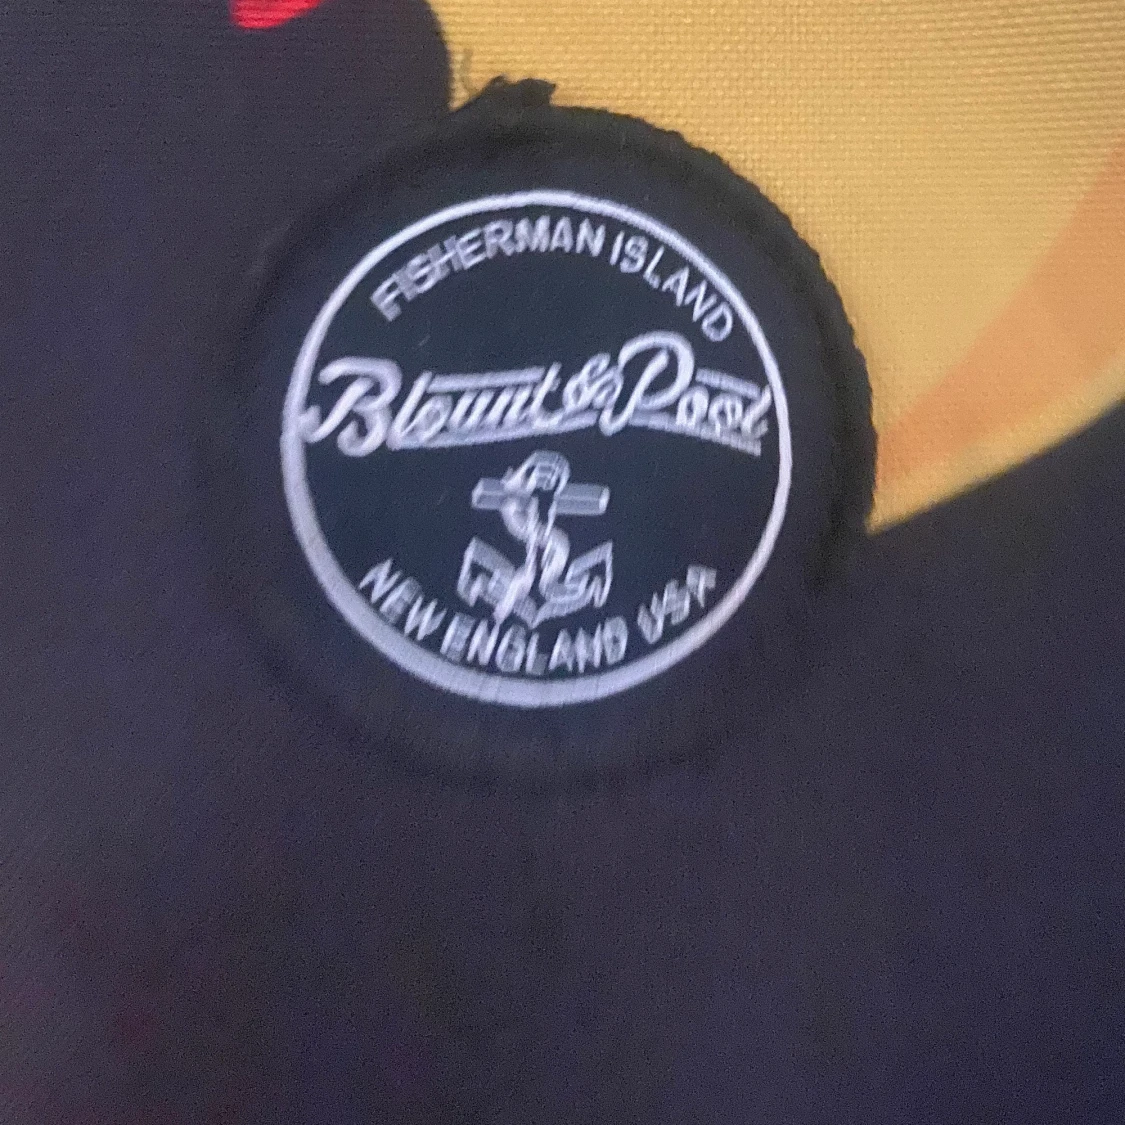 FISHERMAN ISLAND
Blount & Pool
NEW ENGLAND USA